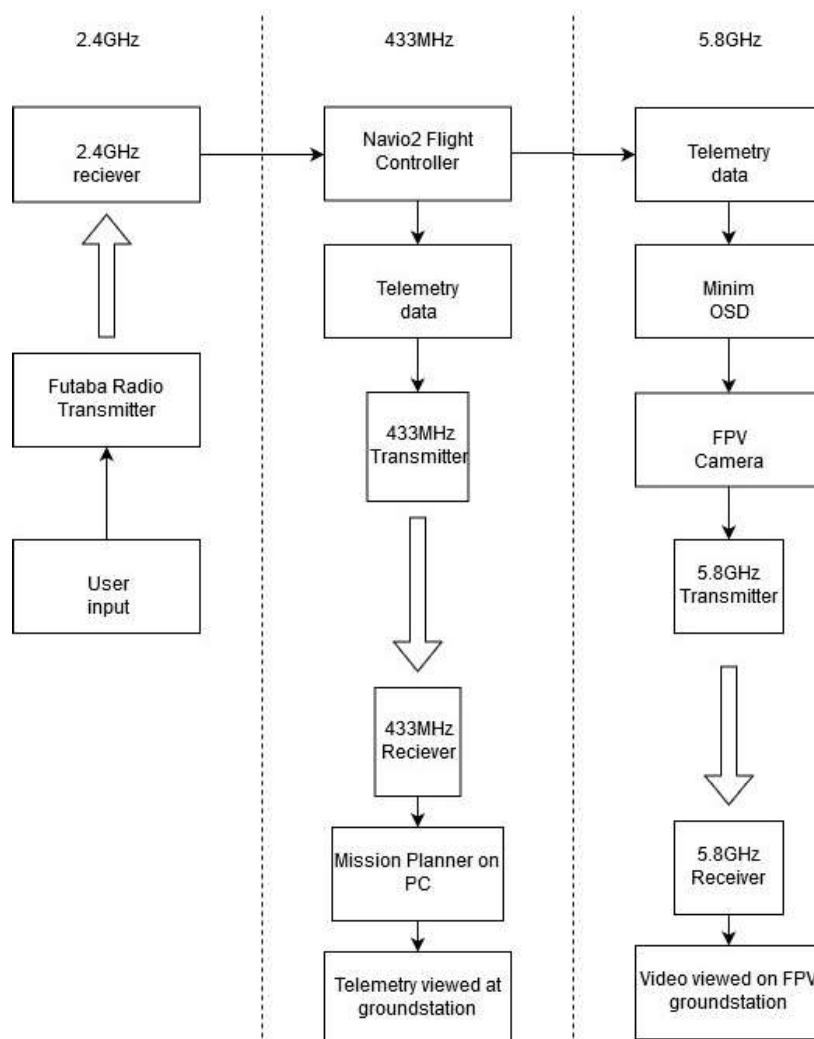 2.4GHz
433MHz
5.8GHz
2.4GHz
reciever
Futaba Radio
Transmitter
User
input
Navio2 Flight
Controller
Telemetry
data
433MHz
Transmitter
433MHz
Reciever
Mission Planner on
PC
Telemetry viewed at
groundstation
Telemetry
data
Minim
OSD
FPV
Camera
5.8GHz
Transmitter
5.8GHz
Receiver
Video viewed on FPV
groundstation